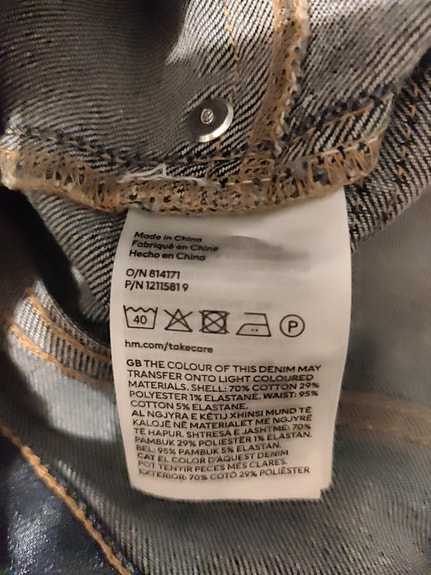 Made in China
Fabriqué en Chine
Hecho en China
O/N 814171
P/N 1211581 9
40
P
hm.com/takecare
GB THE COLOUR OF THIS DENIM MAY
TRANSFER ONTO LIGHT COLOURED
MATERIALS. SHELL: 70% COTTON 29%
POLYESTER 1% ELASTANE. WAIST: 95%
COTTON 5% ELASTANE.
AL NGJYRA E KËTIJ XHINSI MUND TË
KALOJË NË MATERIALET ME NGJYRË
TË HAPUR. SHTRESA E JASHTME: 70%
PAMBUK 29% POLIESTËR 1% ELASTAN.
BEL: 95% PAMBUK 5% ELASTAN.
CAT EL COLOR D'AQUEST DENIM
POT TENYIR PECES MÉS CLARES.
EXTERIOR: 70% COTÓ 29% POLIÈSTER